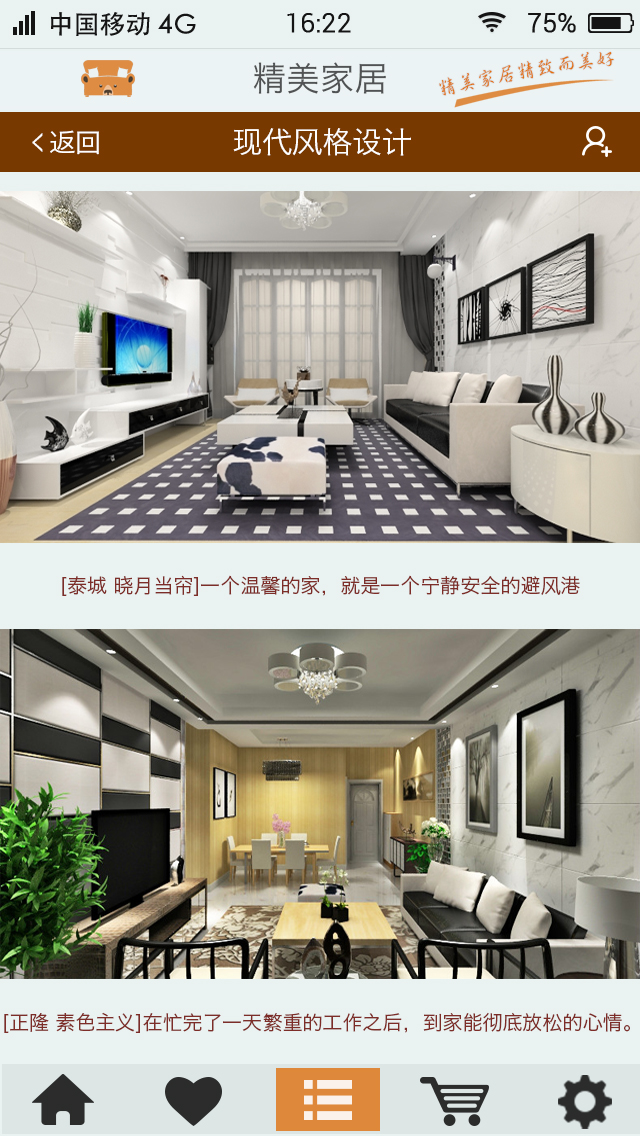 中国移动 4G 16:22 75%
精美家居 精美家居精致而美好
返回 现代风格设计
[泰城 晓月当帘]一个温馨的家，就是一个宁静安全的避风港
[正隆 素色主义]在忙完了一天繁重的工作之后，到家能彻底放松的心情。